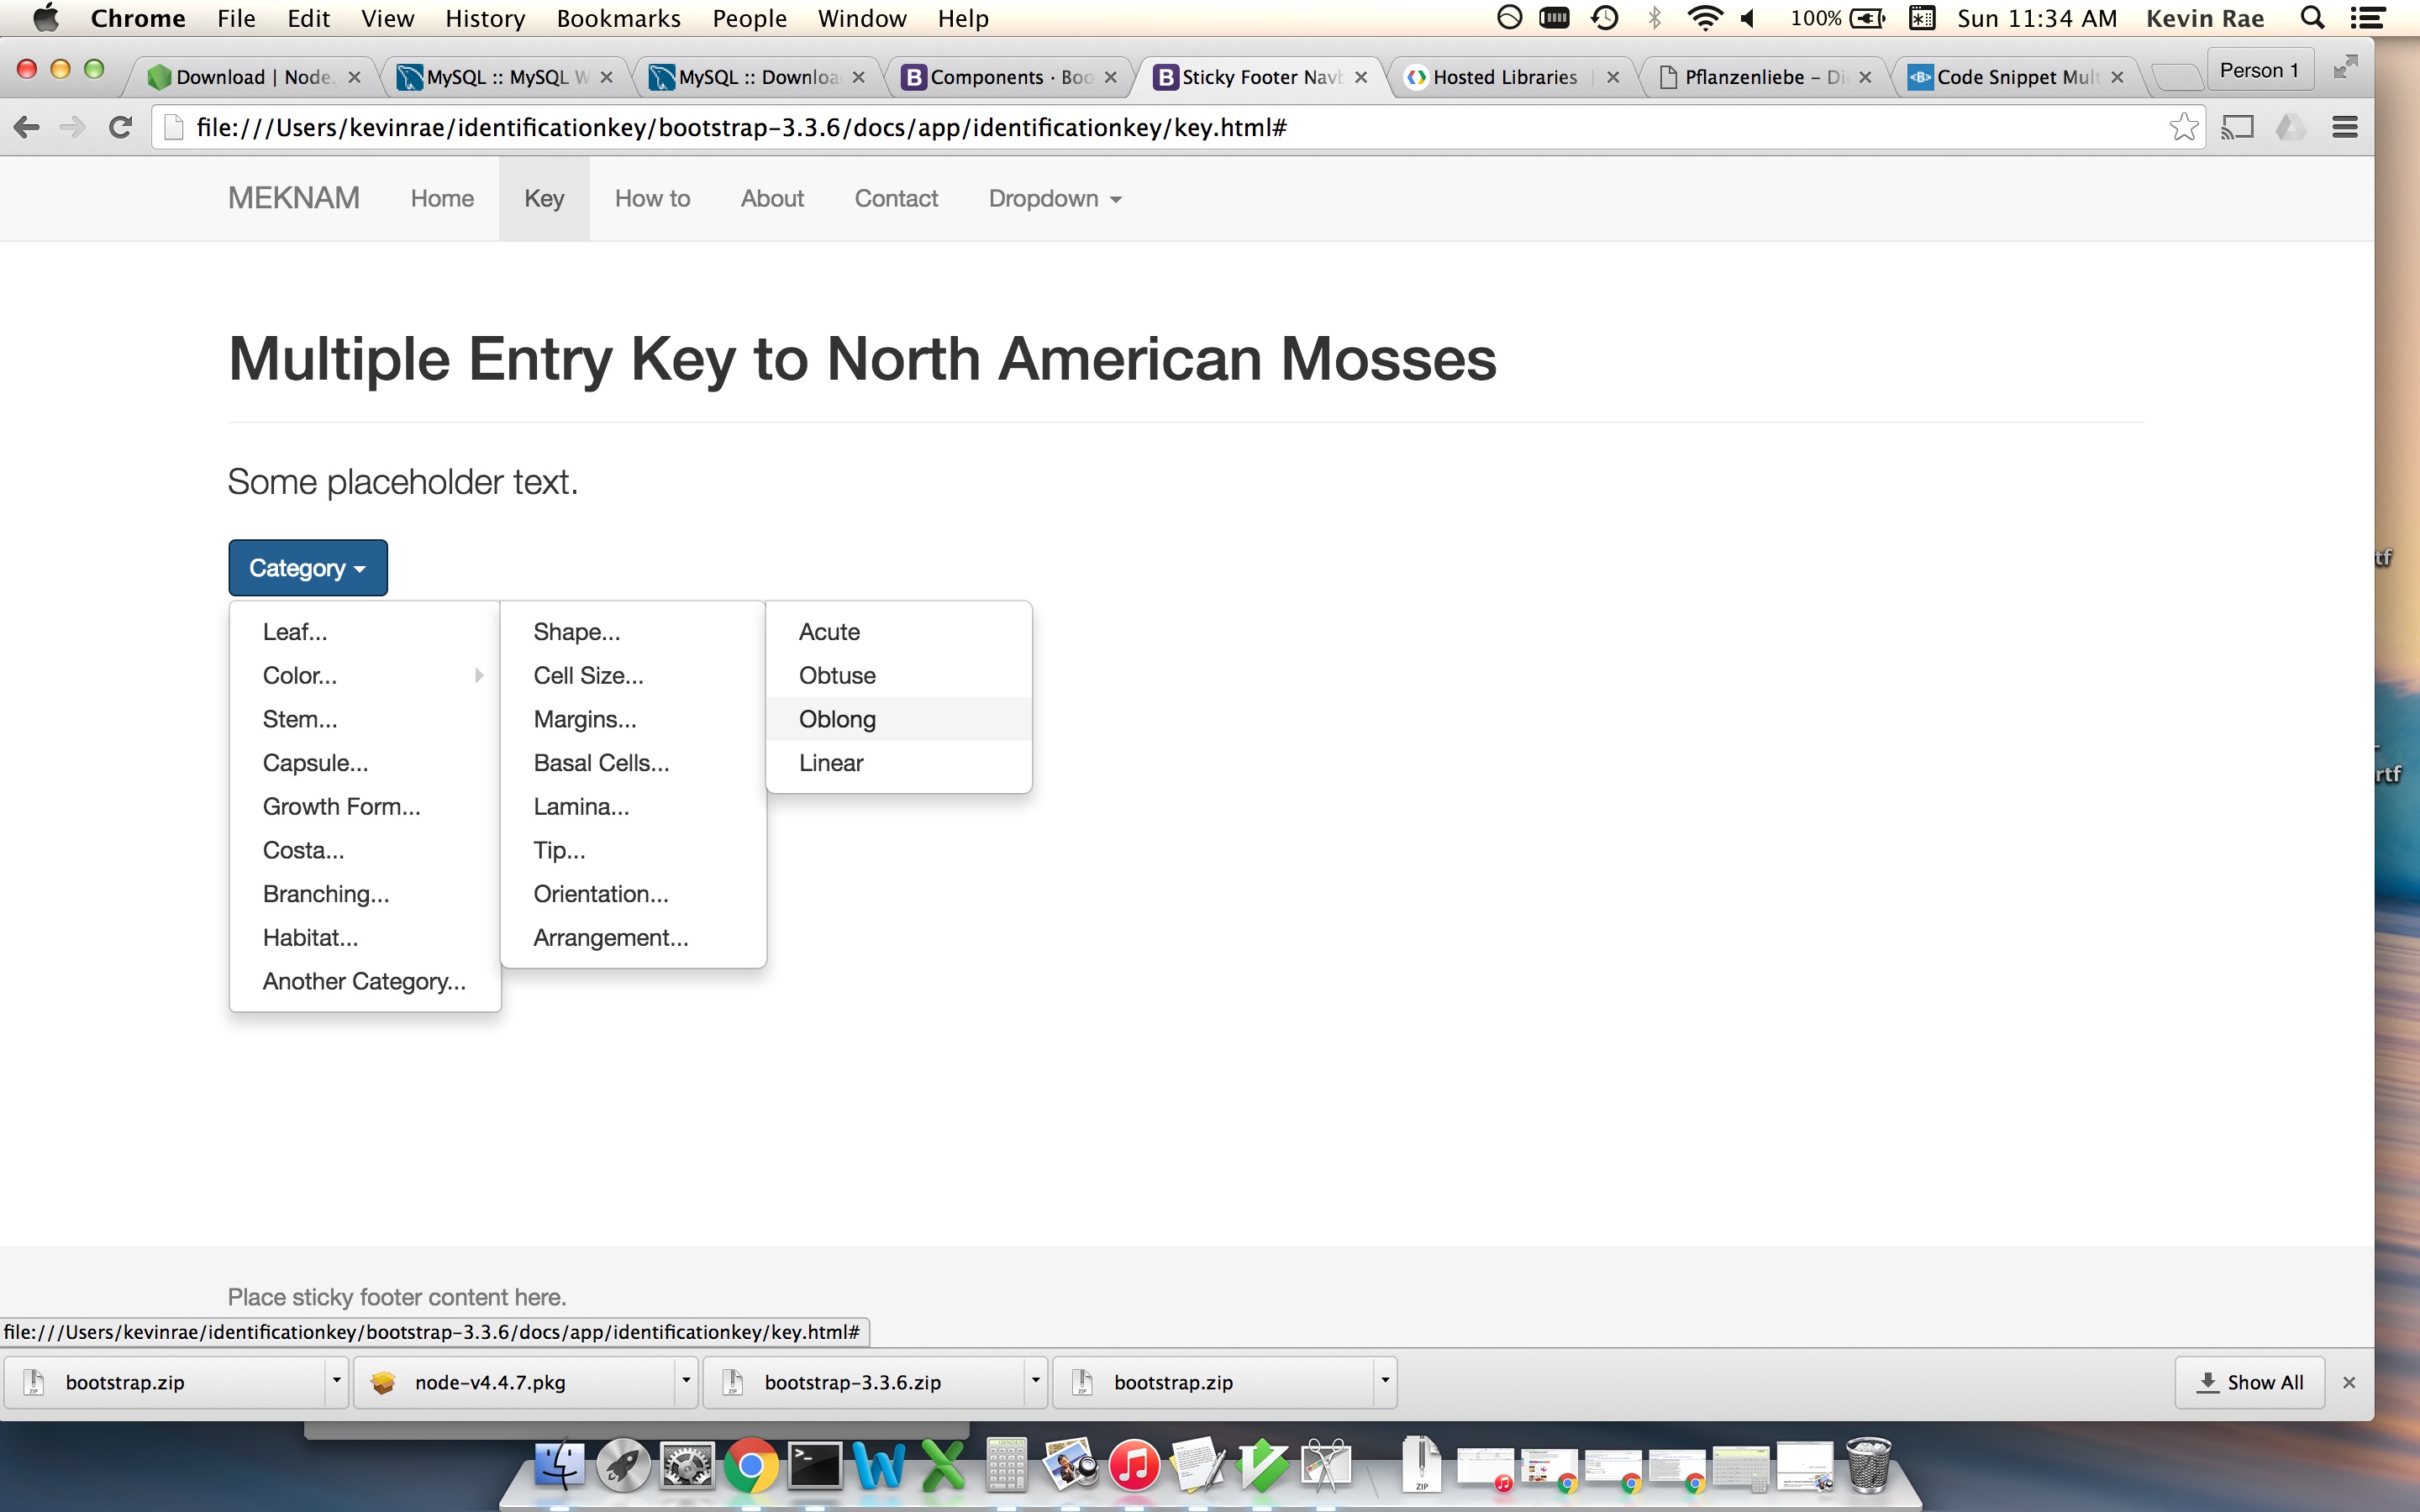 Chrome File Edit View History Bookmarks People Window Help 100% Sun 11:34 AM Kevin Rae
Download | Node. MySQL :: MySQL W MySQL :: Downloa Components · Boo Sticky Footer Navb Hosted Libraries Pflanzenliebe – Di Code Snippet Mult Person 1
file:///Users/kevinrae/identificationkey/bootstrap-3.3.6/docs/app/identificationkey/key.html#
MEKNAM Home Key How to About Contact Dropdown
Multiple Entry Key to North American Mosses
Some placeholder text.
Category
Leaf... Shape... Acute
Color... Cell Size... Obtuse
Stem... Margins... Oblong
Capsule... Basal Cells... Linear
Growth Form... Lamina...
Costa... Tip...
Branching... Orientation...
Habitat... Arrangement...
Another Category...
tf
rtf
Place sticky footer content here.
file:///Users/kevinrae/identificationkey/bootstrap-3.3.6/docs/app/identificationkey/key.html#
bootstrap.zip node-v4.4.7.pkg bootstrap-3.3.6.zip bootstrap.zip Show All
ZIP